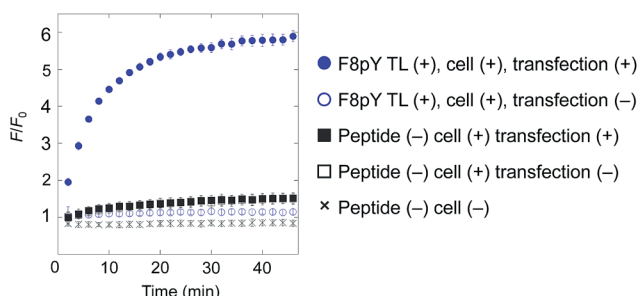 6
5
4
3
2
1
0
10
20
30
40
F/F0
Time (min)
F8pY TL (+), cell (+), transfection (+)
F8pY TL (+), cell (+), transfection (–)
Peptide (–) cell (+) transfection (+)
Peptide (–) cell (+) transfection (–)
Peptide (–) cell (–)